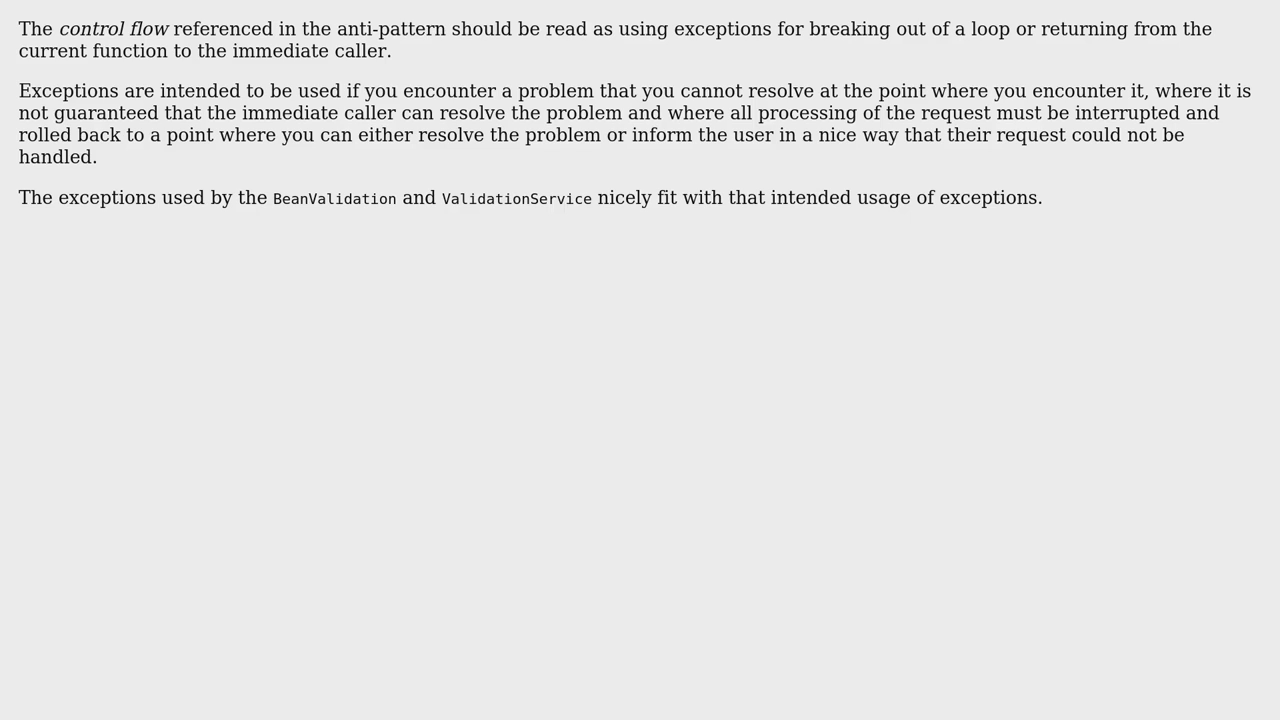 The control flow referenced in the anti-pattern should be read as using exceptions for breaking out of a loop or returning from the
current function to the immediate caller.
Exceptions are intended to be used if you encounter a problem that you cannot resolve at the point where you encounter it, where it is
not guaranteed that the immediate caller can resolve the problem and where all processing of the request must be interrupted and
rolled back to a point where you can either resolve the problem or inform the user in a nice way that their request could not be
handled.
The exceptions used by the BeanValidation and ValidationService nicely fit with that intended usage of exceptions.